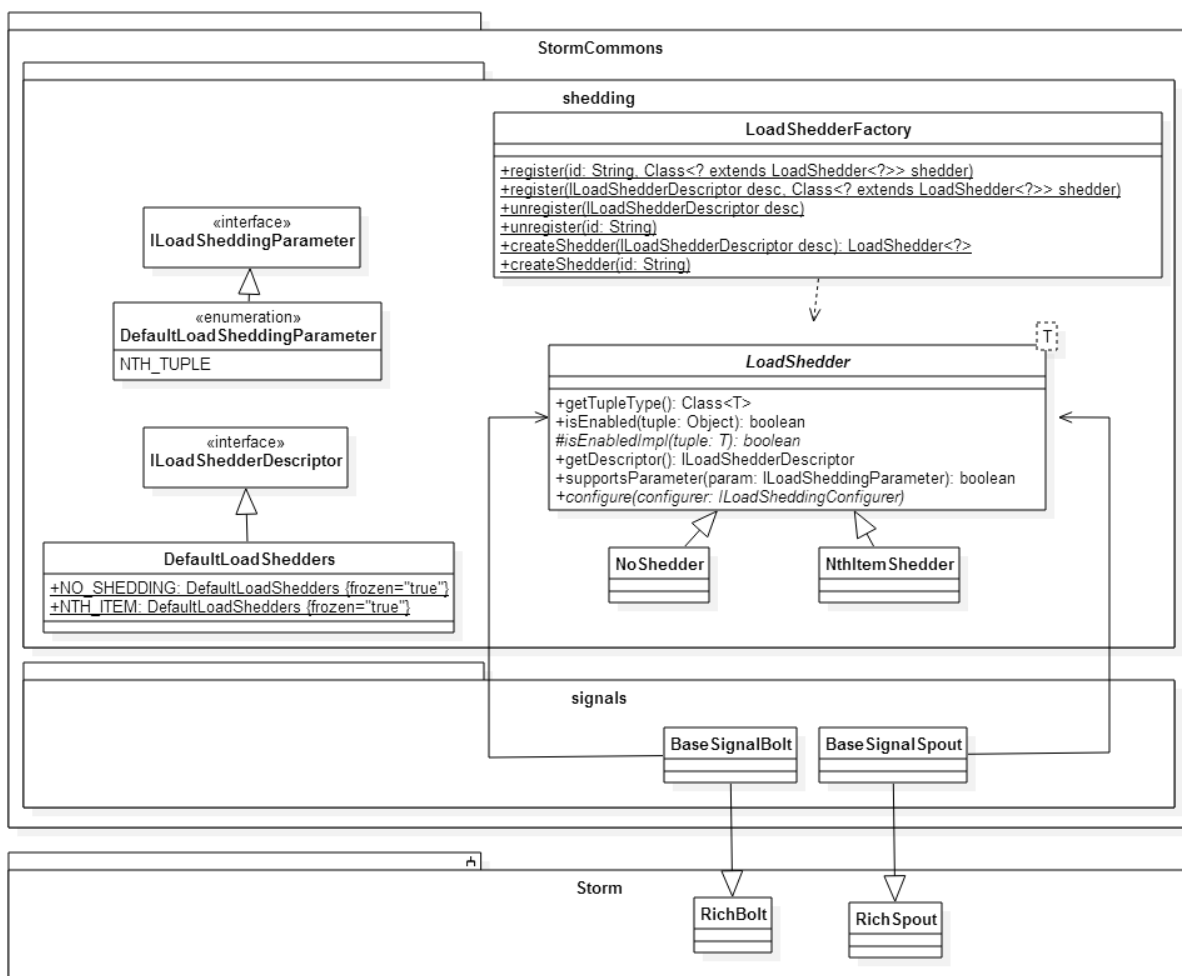 StormCommons
shedding
LoadShedderFactory
+register(id: String, Class<? extends LoadShedder<?>> shedder)
+register(ILoadShedderDescriptor desc, Class<? extends LoadShedder<?>> shedder)
+unregister(ILoadShedderDescriptor desc)
+unregister(id: String)
+createShedder(ILoadShedderDescriptor desc): LoadShedder<?>
+createShedder(id: String)
«interface»
ILoadSheddingParameter
«enumeration»
DefaultLoadSheddingParameter
NTH_TUPLE
T
LoadShedder
+getTupleType(): Class<T>
+isEnabled(tuple: Object): boolean
#isEnabledImpl(tuple: T): boolean
+getDescriptor(): ILoadShedderDescriptor
+supportsParameter(param: ILoadSheddingParameter): boolean
+configure(configurer: ILoadSheddingConfigurer)
«interface»
ILoadShedderDescriptor
DefaultLoadShedders
+NO_SHEDDING: DefaultLoadShedders {frozen="true"}
+NTH_ITEM: DefaultLoadShedders {frozen="true"}
NoShedder
NthItemShedder
signals
BaseSignalBolt
BaseSignalSpout
Storm
RichBolt
RichSpout